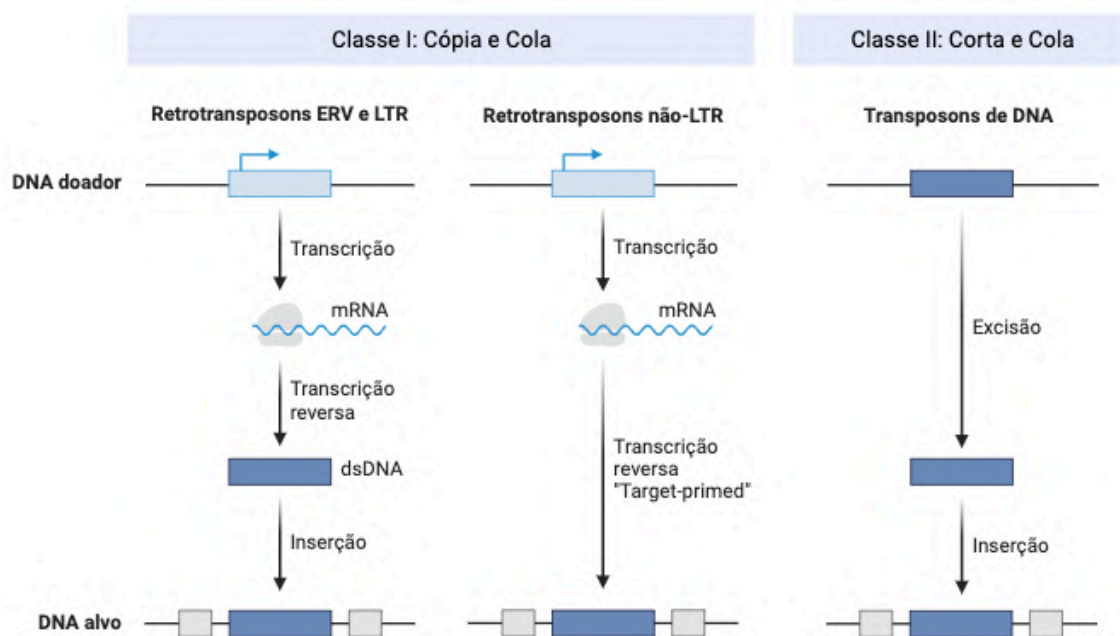 Classe I: Cópia e Cola
Classe II: Corta e Cola
Retrotransposons ERV e LTR
Retrotransposons não-LTR
Transposons de DNA
DNA doador
Transcrição
Transcrição
mRNA
mRNA
Excisão
Transcrição
reversa
Transcrição
reversa
"Target-primed"
dsDNA
Inserção
Inserção
DNA alvo